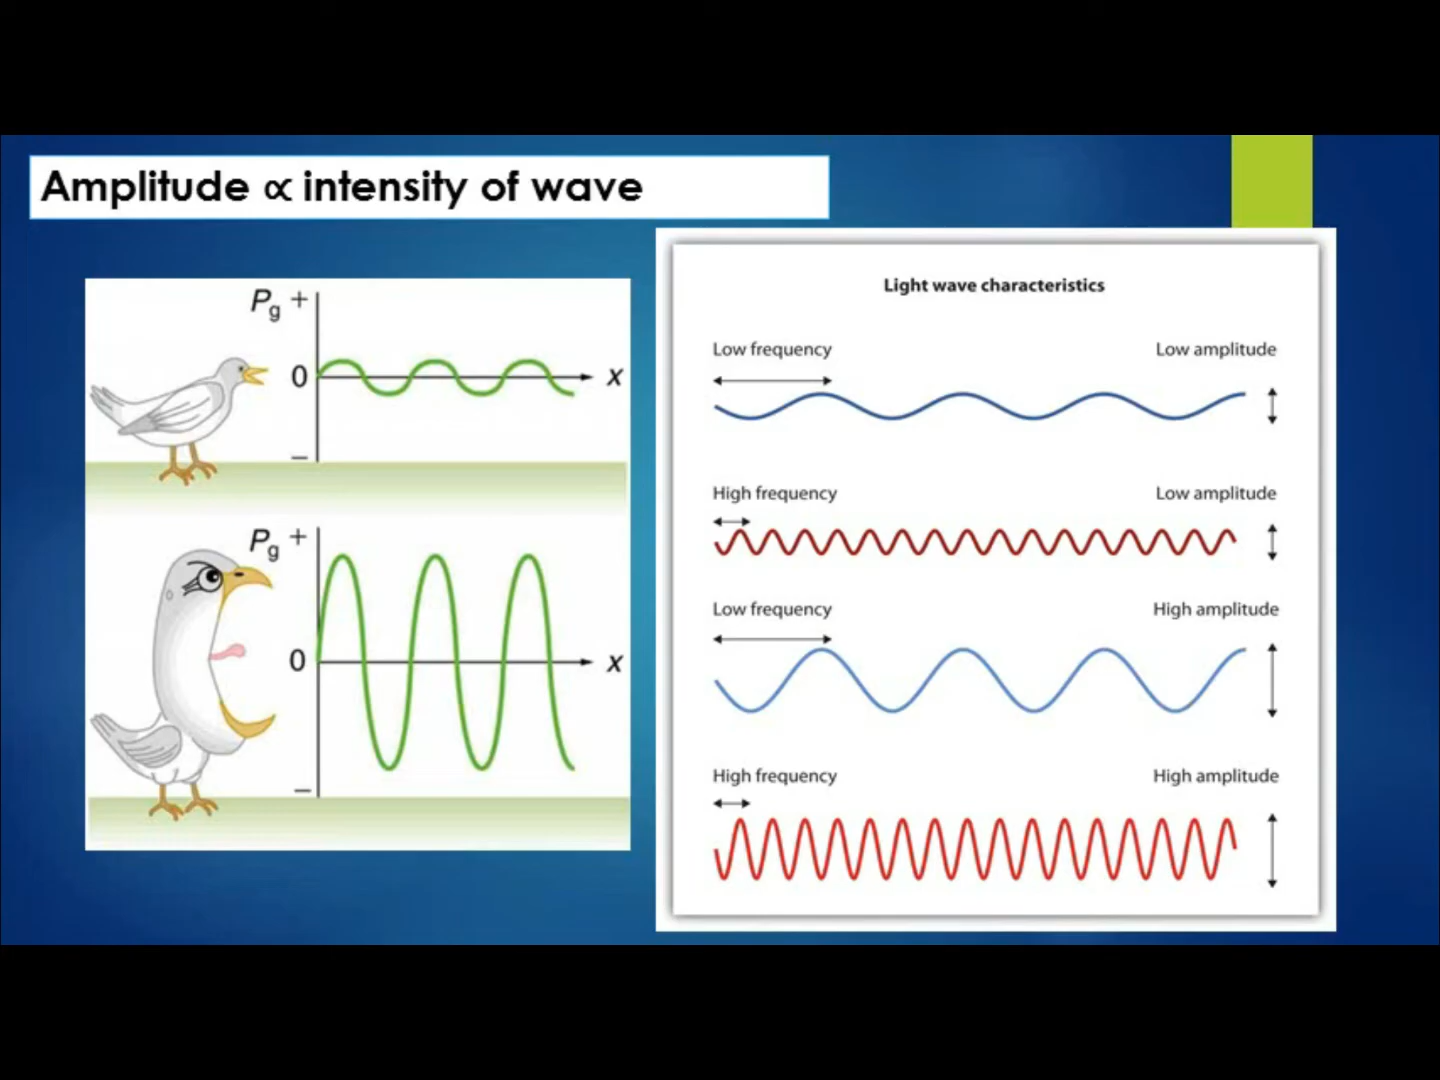 Amplitude ∝ intensity of wave
Pg +
0
x
–
Pg +
0
x
–
Light wave characteristics
Low frequency Low amplitude
High frequency Low amplitude
Low frequency High amplitude
High frequency High amplitude